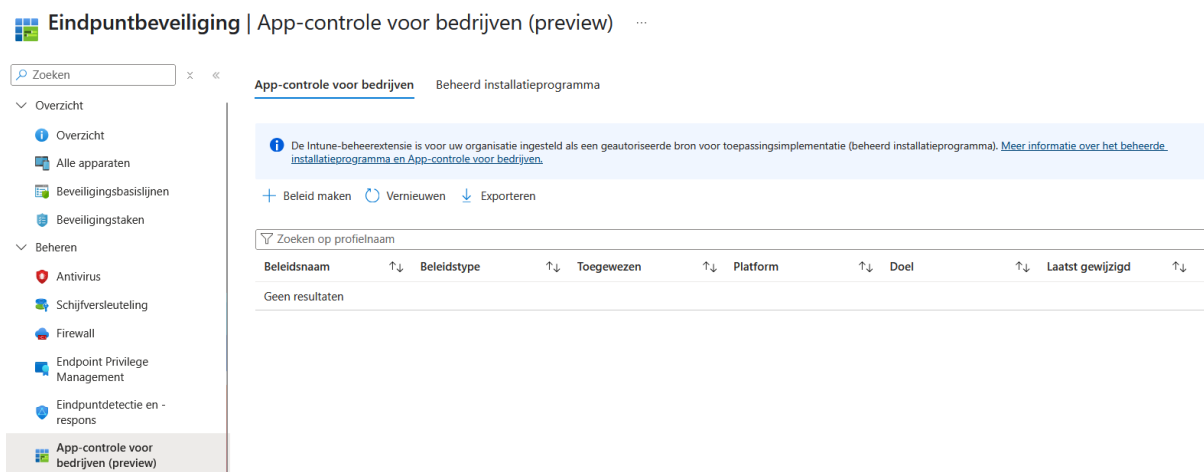 Eindpuntbeveiliging | App-controle voor bedrijven (preview) ...
Zoeken
Overzicht
Overzicht
Alle apparaten
Beveiligingsbasislijnen
Beveiligingstaken
Beheren
Antivirus
Schijfversleuteling
Firewall
Endpoint Privilege
Management
Eindpuntdetectie en -
respons
App-controle voor
bedrijven (preview)
App-controle voor bedrijven Beheerd installatieprogramma
De Intune-beheerextensie is voor uw organisatie ingesteld als een geautoriseerde bron voor toepassingsimplementatie (beheerd installatieprogramma). Meer informatie over het beheerde
installatieprogramma en App-controle voor bedrijven.
Beleid maken Vernieuwen Exporteren
Zoeken op profielnaam
Beleidsnaam Beleidstype Toegewezen Platform Doel Laatst gewijzigd
Geen resultaten